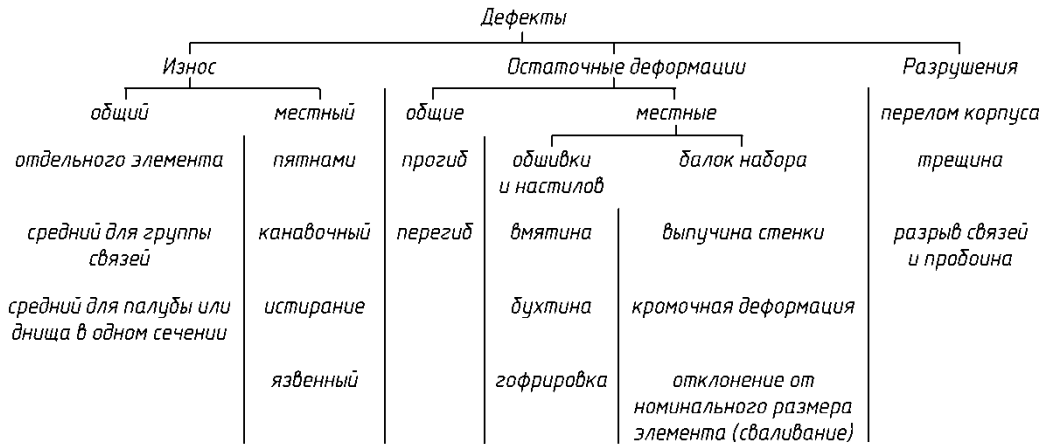 Дефекты
Износ Остаточные деформации Разрушения
общий местный общие местные перелом корпуса
отдельного элемента пятнами прогиб обшивки балок набора трещина
и настилов
средний для группы канавочный перегиб вмятина выпучина стенки разрыв связей
связей и пробоина
средний для палубы или истирание бухтина кромочная деформация
днища в одном сечении
язвенный гофрировка отклонение от
номинального размера
элемента (сваливание)